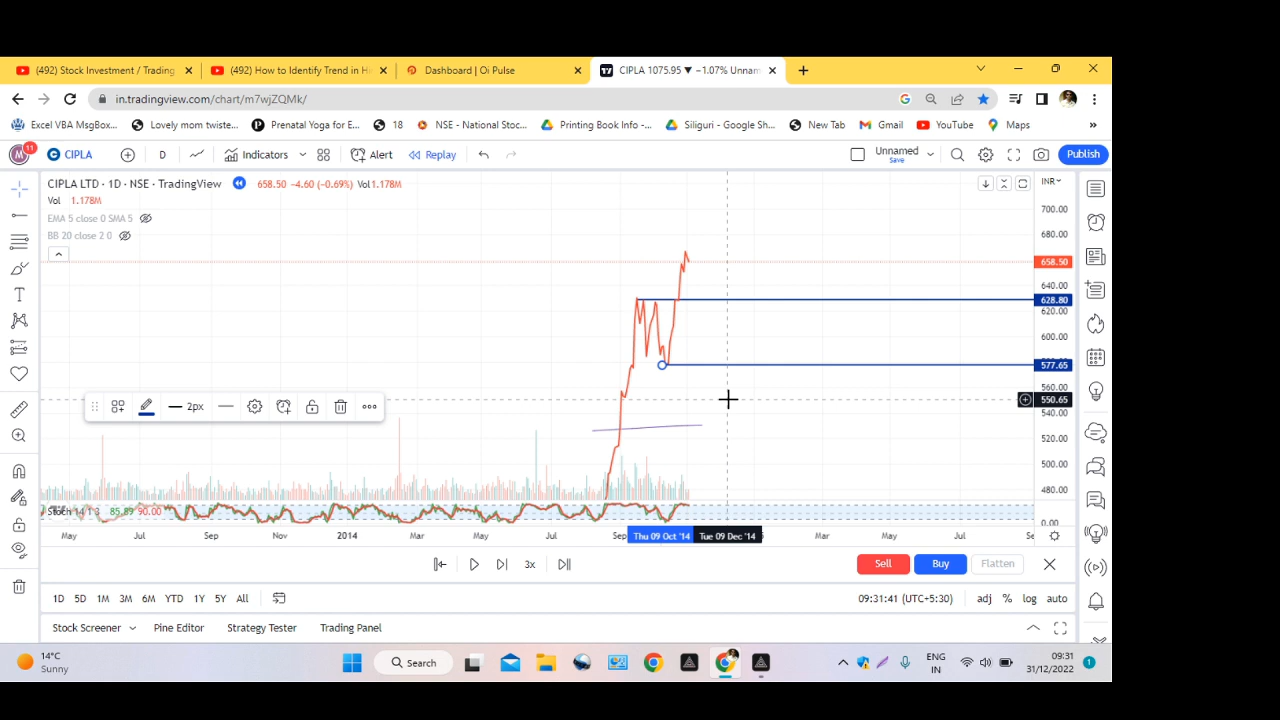 (492) Stock Investment / Trading
(492) How to Identify Trend in Hi
Dashboard | Oi Pulse
CIPLA 1075.95 ▼ −1.07% Unnam
in.tradingview.com/chart/m7wjZQMk/
Excel VBA MsgBox...
Lovely mom twiste...
Prenatal Yoga for E...
18
NSE - National Stoc...
Printing Book Info -...
Siliguri - Google Sh...
New Tab
Gmail
YouTube
Maps
»
M
11
CIPLA
D
Indicators
Alert
Replay
Unnamed
Save
Publish
CIPLA LTD · 1D · NSE · TradingView
658.50 −4.60 (−0.69%) Vol1.178M
Vol 1.178M
EMA 5 close 0 SMA 5
BB 20 close 2 0
INR
700.00
680.00
658.50
640.00
628.80
620.00
600.00
577.65
560.00
550.65
540.00
520.00
500.00
480.00
2px
Stoch 14 1 3 85.89 90.00
0.00
May
Jul
Sep
Nov
2014
Mar
May
Jul
Sep
Thu 09 Oct '14
Tue 09 Dec '14
Mar
May
Jul
Se
3x
Sell
Buy
Flatten
1D 5D 1M 3M 6M YTD 1Y 5Y All
09:31:41 (UTC+5:30)
adj % log auto
Stock Screener
Pine Editor
Strategy Tester
Trading Panel
14°C
Sunny
Search
ENG
IN
09:31
31/12/2022
1